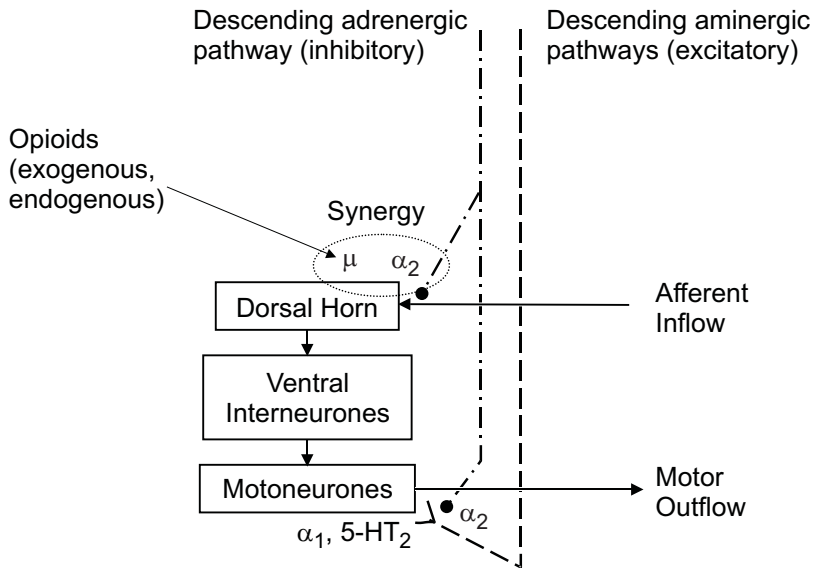 Descending adrenergic
pathway (inhibitory)
Descending aminergic
pathways (excitatory)
Opioids
(exogenous,
endogenous)
Synergy
μ α₂
Dorsal Horn
Afferent
Inflow
Ventral
Interneurones
Motoneurones
Motor
Outflow
α₂
α₁, 5-HT₂